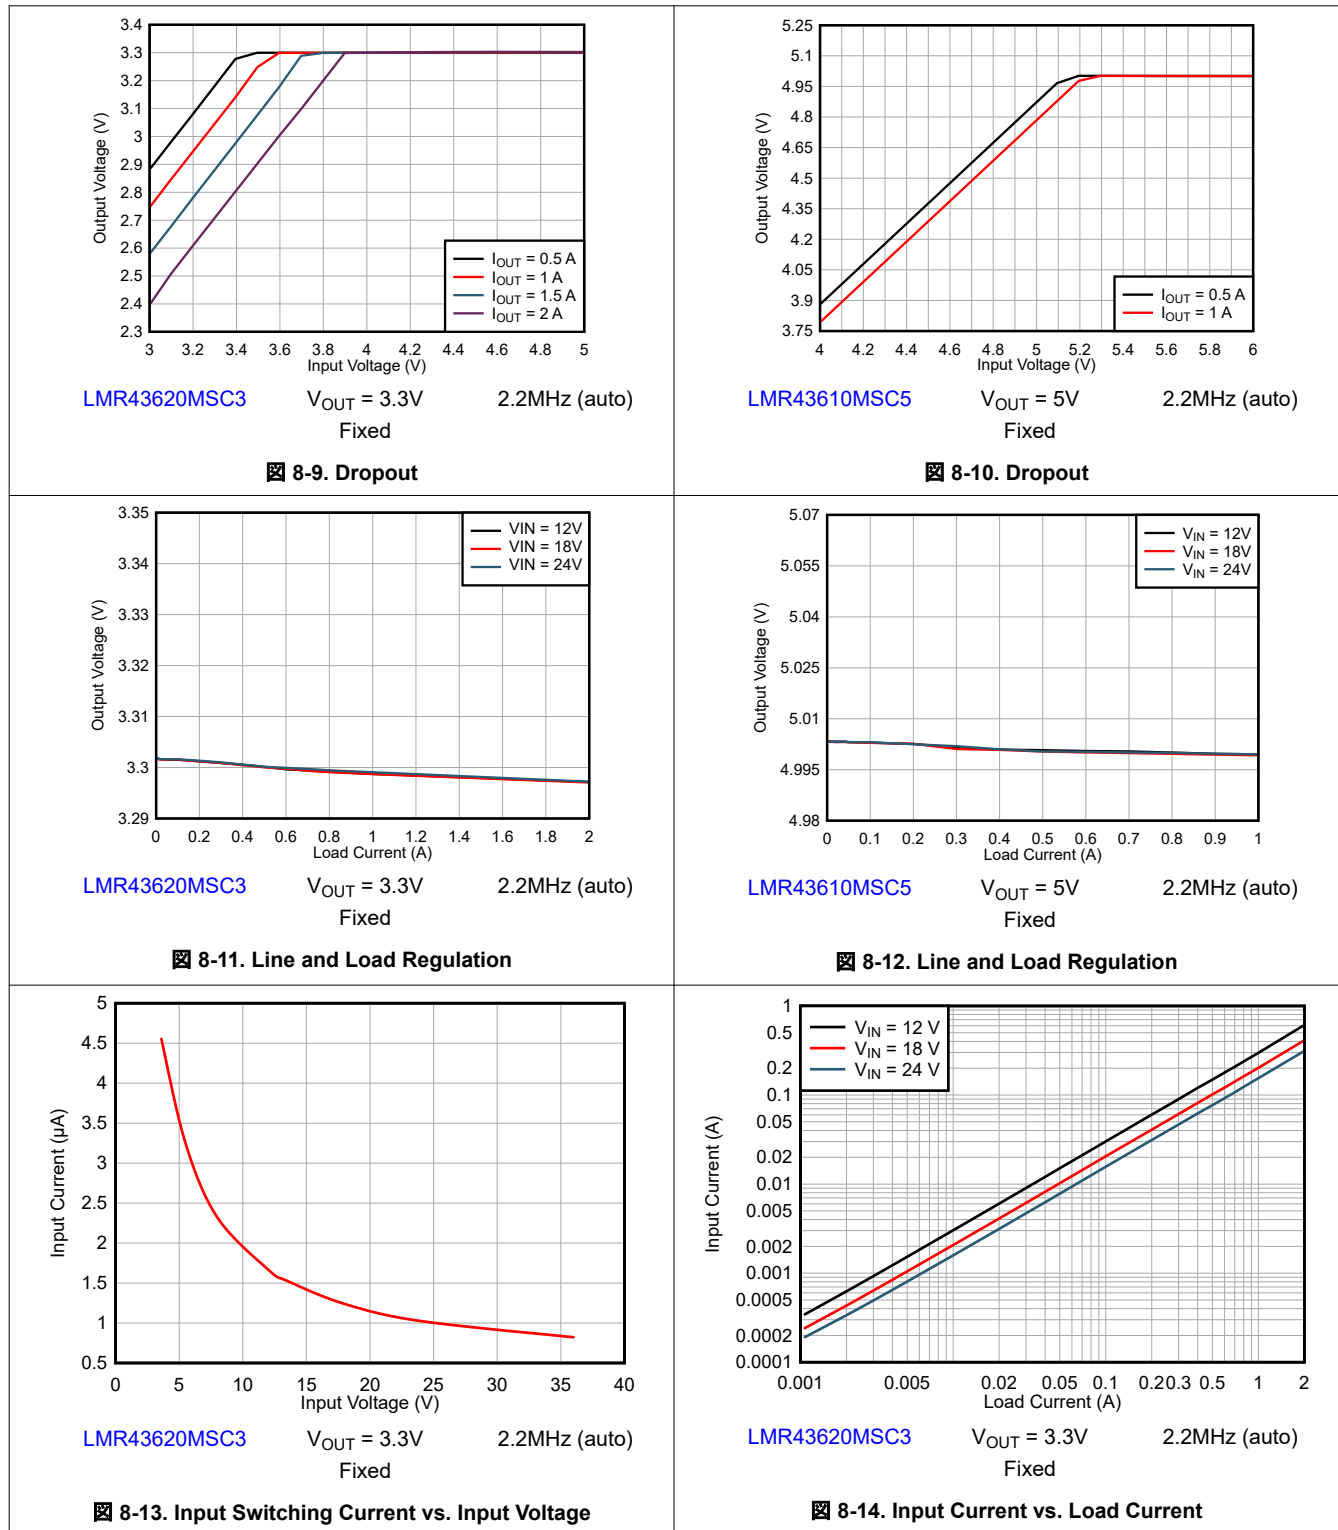 3.4
3.3
3.2
3.1
3
2.9
2.8
2.7
2.6
2.5
2.4
2.3
Output Voltage (V)
3 3.2 3.4 3.6 3.8 4 4.2 4.4 4.6 4.8 5
Input Voltage (V)
IOUT = 0.5 A
IOUT = 1 A
IOUT = 1.5 A
IOUT = 2 A
LMR43620MSC3 VOUT = 3.3V 2.2MHz (auto)
Fixed
図 8-9. Dropout
5.25
5.1
4.95
4.8
4.65
4.5
4.35
4.2
4.05
3.9
3.75
Output Voltage (V)
4 4.2 4.4 4.6 4.8 5 5.2 5.4 5.6 5.8 6
Input Voltage (V)
IOUT = 0.5 A
IOUT = 1 A
LMR43610MSC5 VOUT = 5V 2.2MHz (auto)
Fixed
図 8-10. Dropout
3.35
3.34
3.33
3.32
3.31
3.3
3.29
Output Voltage (V)
0 0.2 0.4 0.6 0.8 1 1.2 1.4 1.6 1.8 2
Load Current (A)
VIN = 12V
VIN = 18V
VIN = 24V
LMR43620MSC3 VOUT = 3.3V 2.2MHz (auto)
Fixed
図 8-11. Line and Load Regulation
5.07
5.055
5.04
5.025
5.01
4.995
4.98
Output Voltage (V)
0 0.1 0.2 0.3 0.4 0.5 0.6 0.7 0.8 0.9 1
Load Current (A)
VIN = 12V
VIN = 18V
VIN = 24V
LMR43610MSC5 VOUT = 5V 2.2MHz (auto)
Fixed
図 8-12. Line and Load Regulation
5
4.5
4
3.5
3
2.5
2
1.5
1
0.5
Input Current (µA)
0 5 10 15 20 25 30 35 40
Input Voltage (V)
LMR43620MSC3 VOUT = 3.3V 2.2MHz (auto)
Fixed
図 8-13. Input Switching Current vs. Input Voltage
1
0.5
0.2
0.1
0.05
0.02
0.01
0.005
0.002
0.001
0.0005
0.0002
0.0001
Input Current (A)
0.001 0.005 0.02 0.05 0.1 0.20.3 0.5 1 2
Load Current (A)
VIN = 12 V
VIN = 18 V
VIN = 24 V
LMR43620MSC3 VOUT = 3.3V 2.2MHz (auto)
Fixed
図 8-14. Input Current vs. Load Current